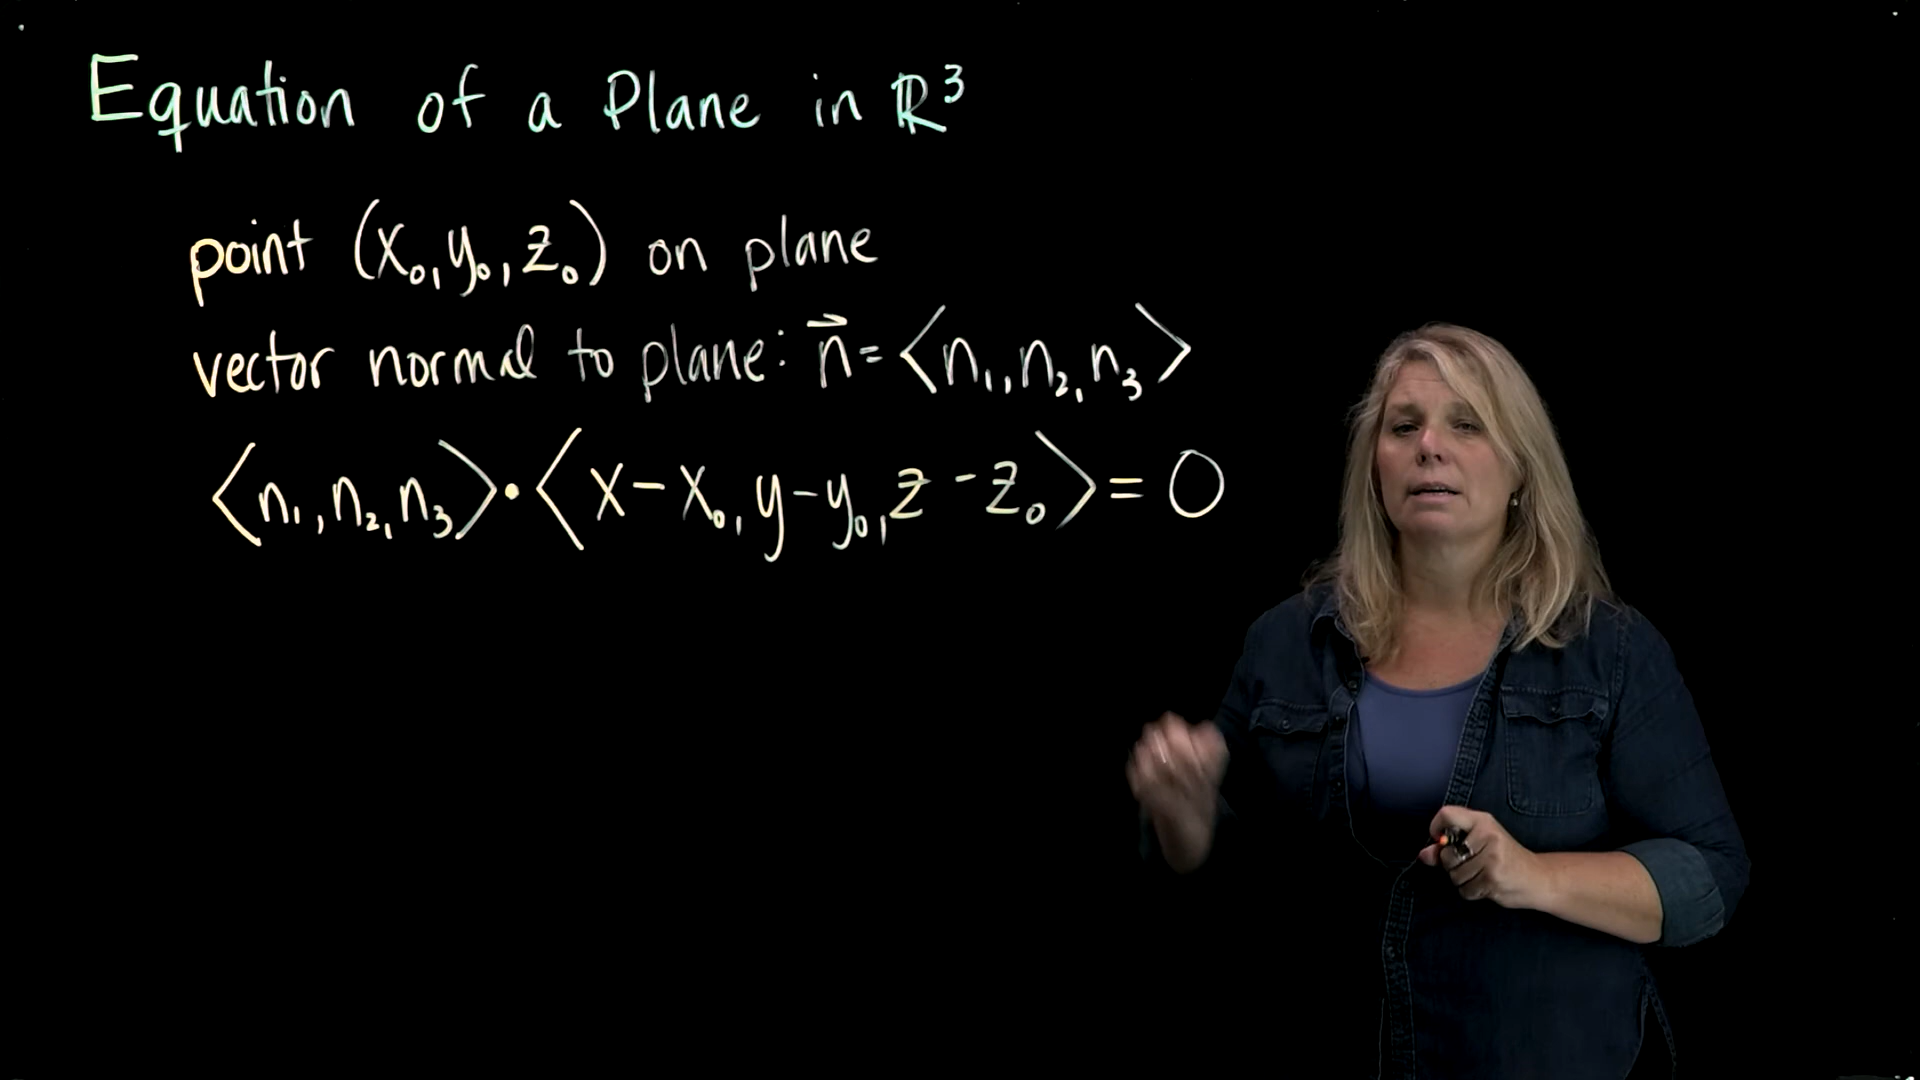 Equation of a Plane in ℝ³
point (x₀, y₀, z₀) on plane
vector normal to plane: n⃗ = ⟨n₁, n₂, n₃⟩
⟨n₁, n₂, n₃⟩ • ⟨x − x₀, y − y₀, z − z₀⟩ = 0